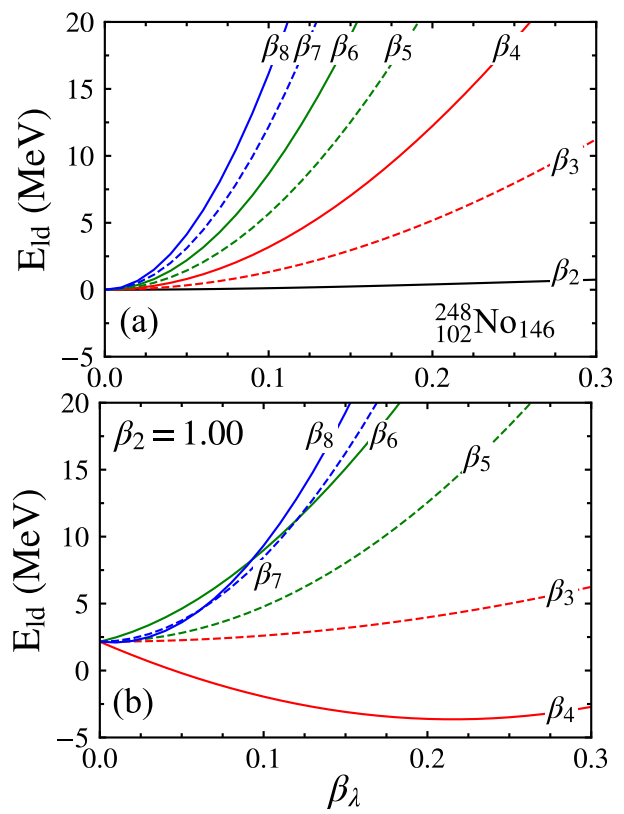 20
15
10
5
0
−5
E_ld (MeV)
β₈ β₇ β₆ β₅ β₄
β₃
β₂
(a)
²⁴⁸₁₀₂No₁₄₆
0.0 0.1 0.2 0.3
20
15
10
5
0
−5
E_ld (MeV)
β₂ = 1.00
β₈ β₆
β₅
β₇
β₃
β₄
(b)
0.0 0.1 0.2 0.3
β_λ